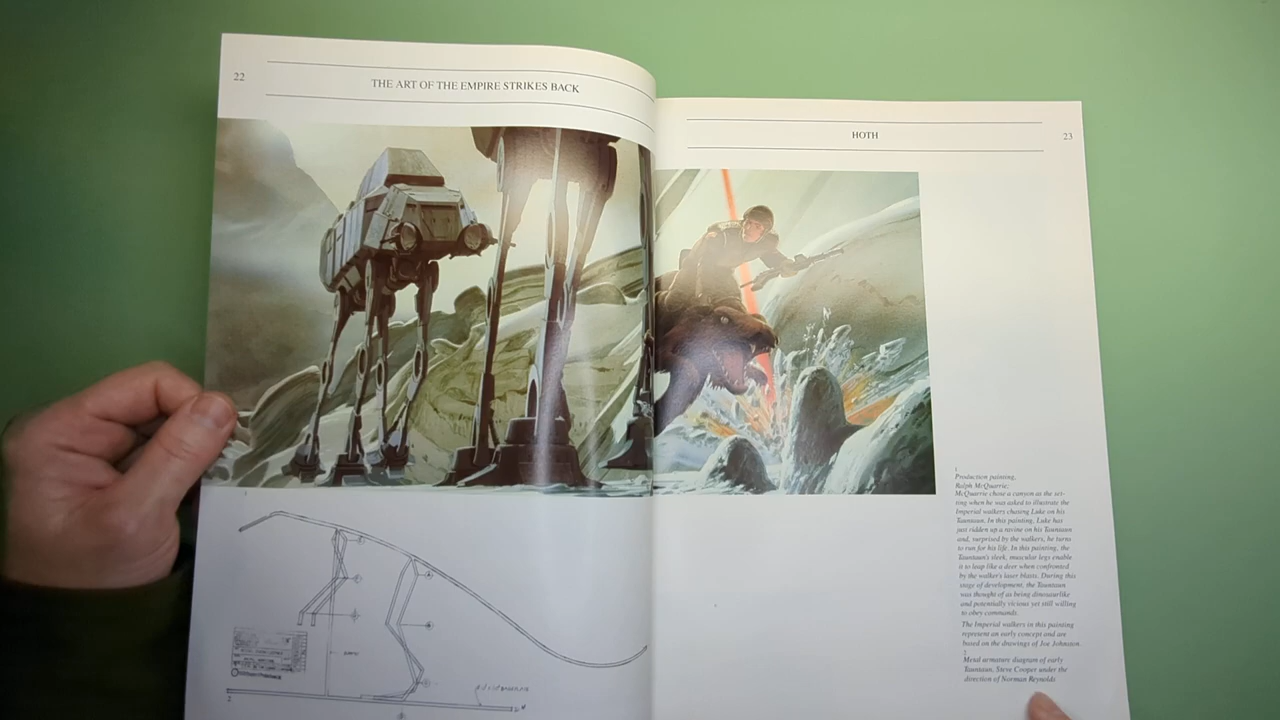 22
THE ART OF THE EMPIRE STRIKES BACK
1
2
HOTH
23
1
Production painting,
Ralph McQuarrie:
McQuarrie chose a canyon as the set-
ting when he was asked to illustrate the
Imperial walkers chasing Luke on his
Tauntaun. In this painting, Luke has
just ridden up a ravine on his Tauntaun
and, surprised by the walkers, he turns
to run for his life. In this painting, the
Tauntaun's sleek, muscular legs enable
it to leap like a deer when confronted
by the walker's laser blasts. During this
stage of development, the Tauntaun
was thought of as being dinosaurlike
and potentially vicious yet still willing
to obey commands.
The Imperial walkers in this painting
represent an early concept and are
based on the drawings of Joe Johnston.
2
Metal armature diagram of early
Tauntaun, Steve Cooper under the
direction of Norman Reynolds